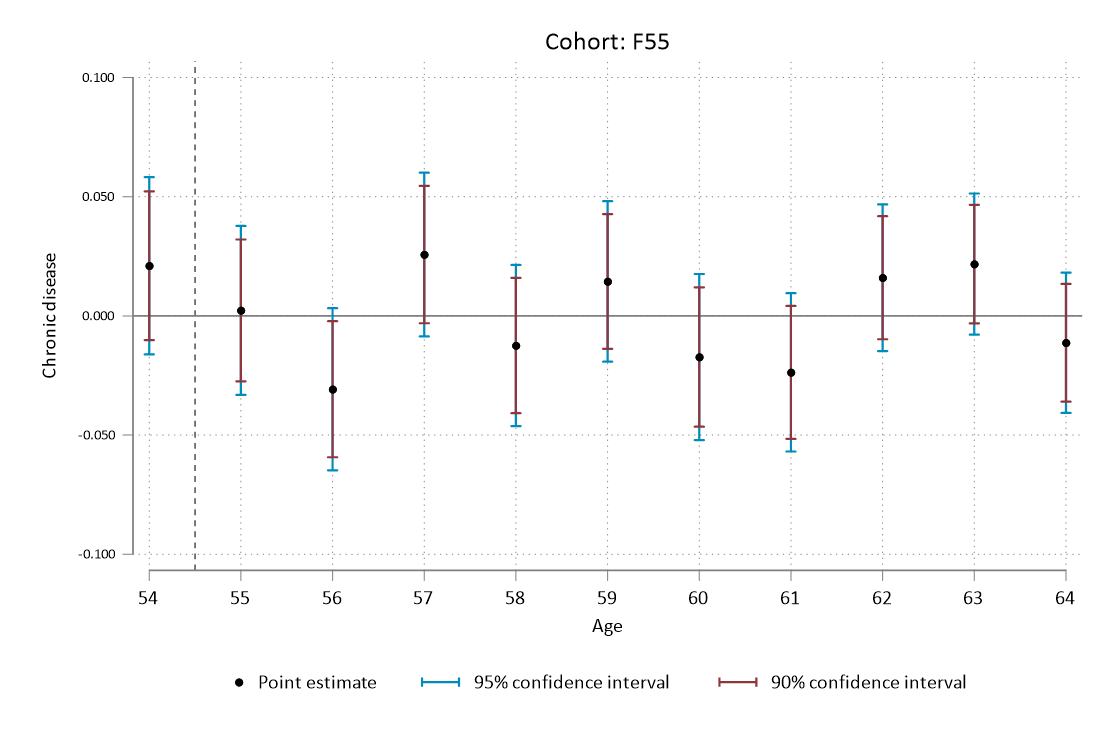 Cohort: F55
0.100
0.050
0.000
-0.050
-0.100
Chronic disease
54 55 56 57 58 59 60 61 62 63 64
Age
Point estimate 95% confidence interval 90% confidence interval